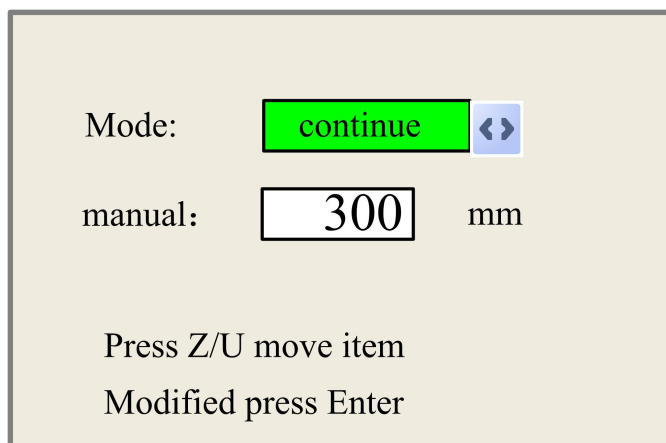 Mode: continue
manual： 300 mm
Press Z/U move item
Modified press Enter